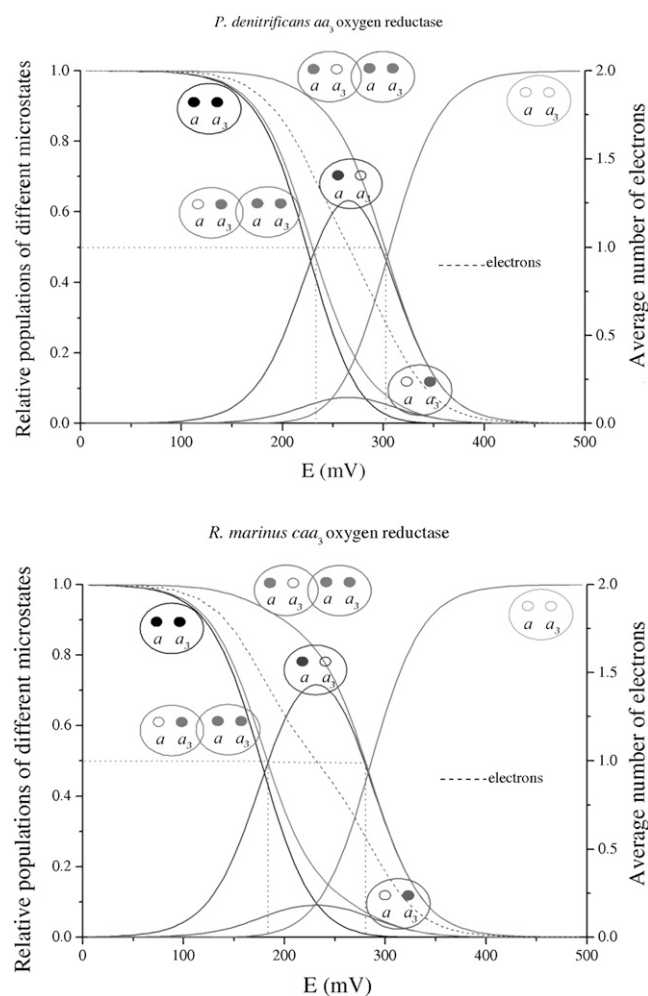 P. denitrificans aa3 oxygen reductase
a a3 a a3
1.0 2.0
a a3 a a3
a a3
0.8 1.5
a a3 a a3
0.6
1.0
electrons
0.4
0.5
0.2
a a3
0.0 0.0
0 100 200 300 400 500
E (mV)
Relative populations of different microstates
Average number of electrons
R. marinus caa3 oxygen reductase
a a3 a a3
1.0 2.0
a a3 a a3
0.8
a a3 1.5
a a3 a a3
0.6
1.0
electrons
0.4
0.5
0.2
a a3
0.0 0.0
0 100 200 300 400 500
E (mV)
Relative populations of different microstates
Average number of electrons